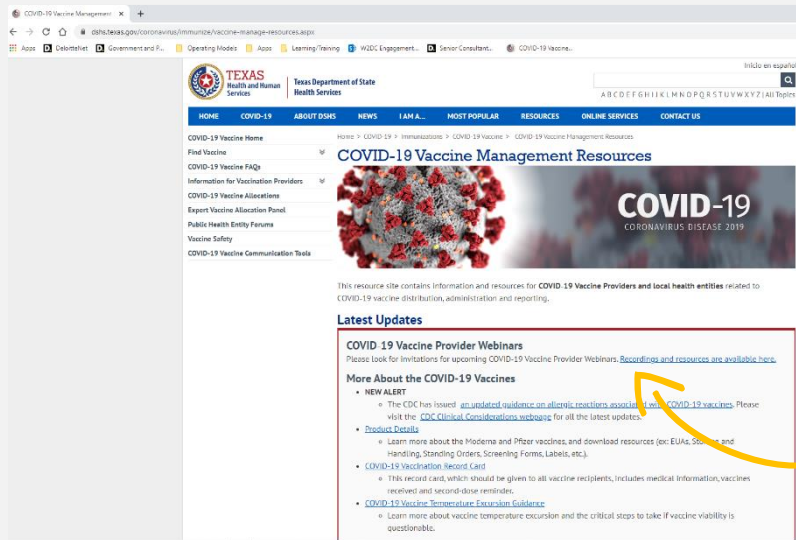 COVID-19 Vaccine Management
dshs.texas.gov/coronavirus/immunize/vaccine-manage-resources.aspx
Apps DeloitteNet Government and P... Operating Models Apps Learning/Training W2DC Engagement... Senior Consultant... COVID-19 Vaccine...
Inicio en español
TEXAS
Health and Human
Services
Texas Department of State
Health Services
A B C D E F G H I J K L M N O P Q R S T U V W X Y Z | All Topics
HOME COVID-19 ABOUT DSHS NEWS I AM A... MOST POPULAR RESOURCES ONLINE SERVICES CONTACT US
COVID-19 Vaccine Home
Find Vaccine
COVID-19 Vaccine FAQs
Information for Vaccination Providers
COVID-19 Vaccine Allocations
Expert Vaccine Allocation Panel
Public Health Entity Forums
Vaccine Safety
COVID-19 Vaccine Communication Tools
Home > COVID-19 > Immunizations > COVID-19 Vaccine > COVID-19 Vaccine Management Resources
COVID-19 Vaccine Management Resources
COVID-19
CORONAVIRUS DISEASE 2019
This resource site contains information and resources for COVID-19 Vaccine Providers and local health entities related to
COVID-19 vaccine distribution, administration and reporting.
Latest Updates
COVID-19 Vaccine Provider Webinars
Please look for invitations for upcoming COVID-19 Vaccine Provider Webinars. Recordings and resources are available here.
More About the COVID-19 Vaccines
NEW ALERT
The CDC has issued an updated guidance on allergic reactions associated with COVID-19 vaccines. Please
visit the CDC Clinical Considerations webpage for all the latest updates.
Product Details
Learn more about the Moderna and Pfizer vaccines, and download resources (ex: EUAs, Storage and
Handling, Standing Orders, Screening Forms, Labels, etc.).
COVID-19 Vaccination Record Card
This record card, which should be given to all vaccine recipients, includes medical information, vaccines
received and second-dose reminder.
COVID-19 Vaccine Temperature Excursion Guidance
Learn more about vaccine temperature excursion and the critical steps to take if vaccine viability is
questionable.